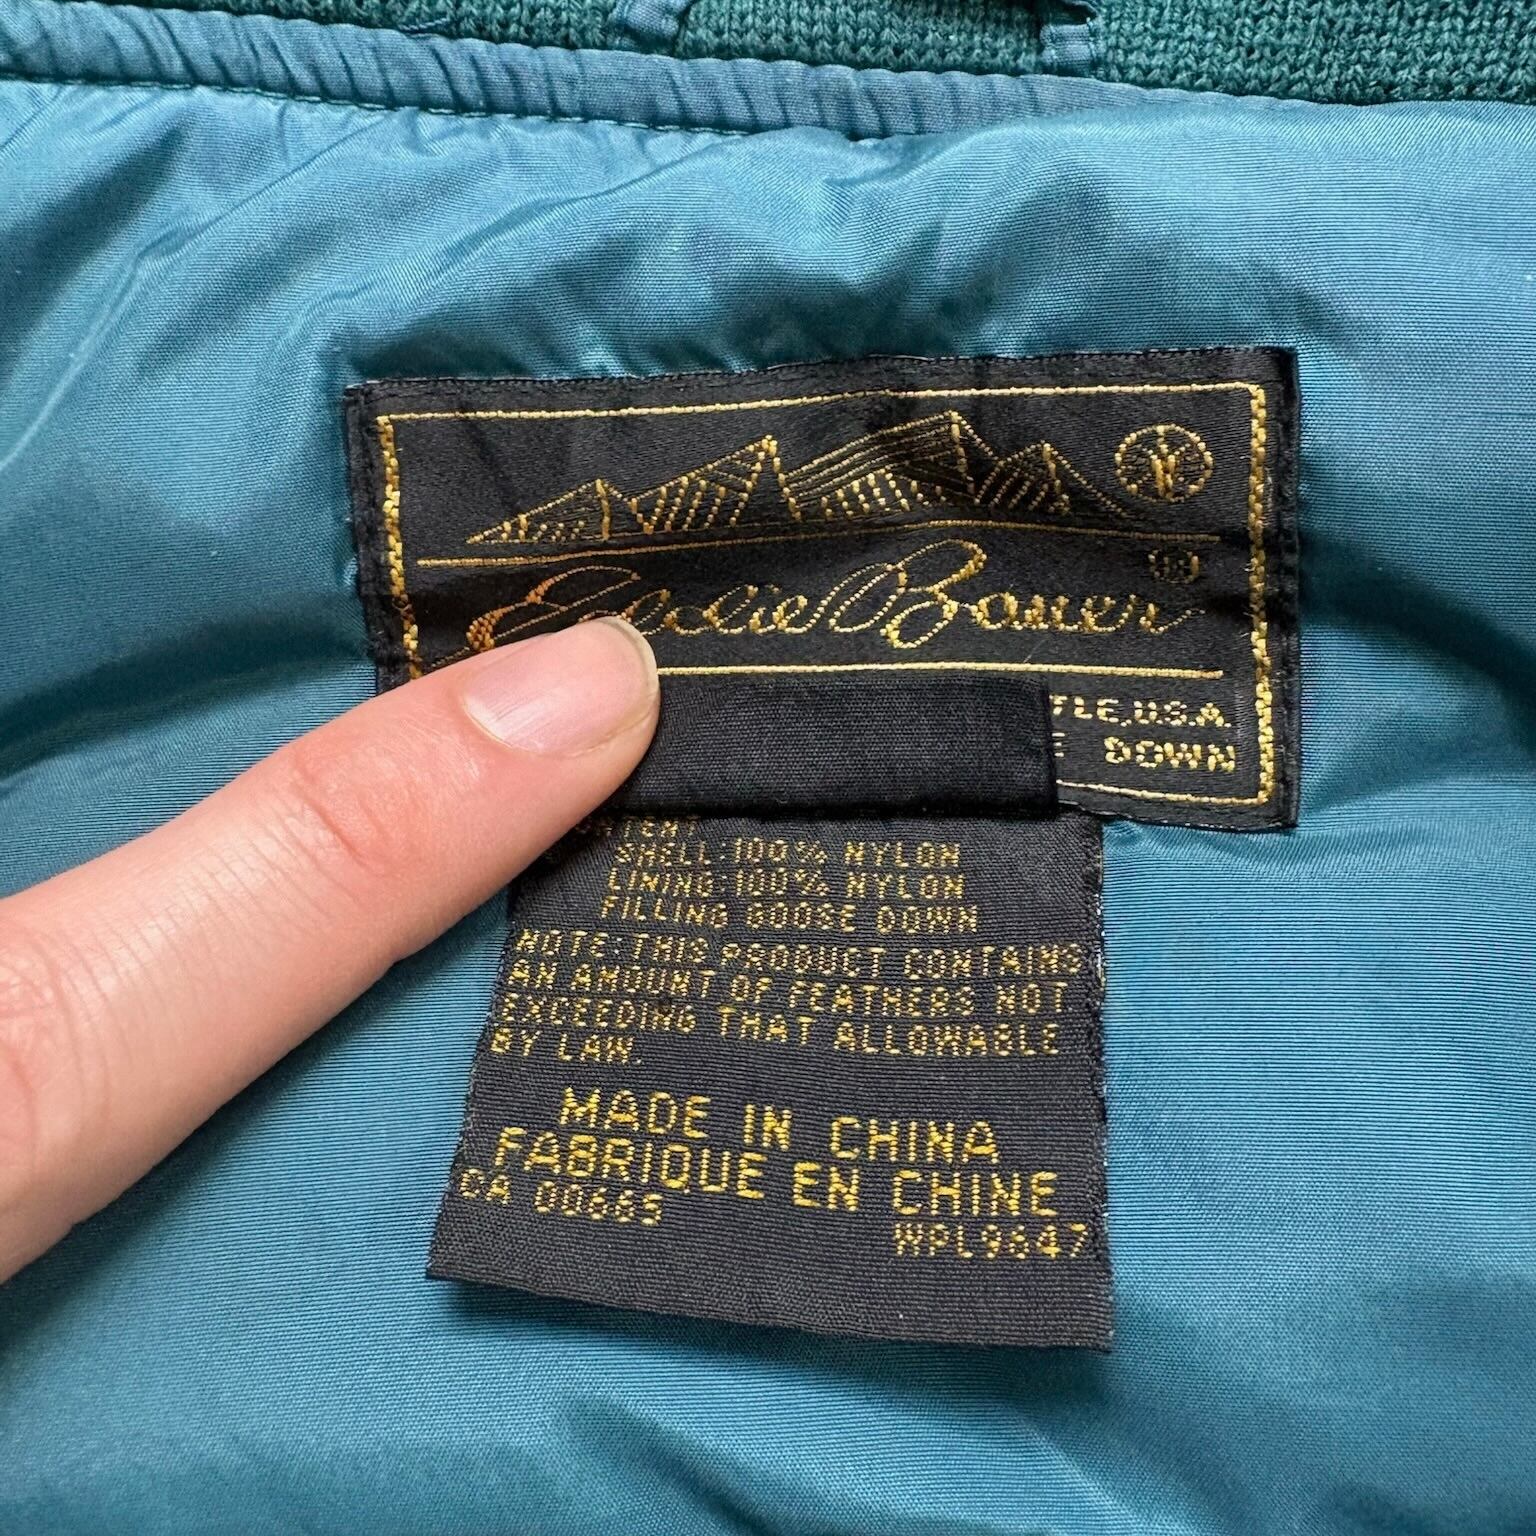 Eddie Bauer
TLE, U.S.A.
DOWN
SHELL:100% NYLON
LINING:100% NYLON
FILLING GOOSE DOWN
NOTE:THIS PRODUCT CONTAINS
AN AMOUNT OF FEATHERS NOT
EXCEEDING THAT ALLOWABLE
BY LAW.
MADE IN CHINA
FABRIQUE EN CHINE
CA 00665
WPL9647